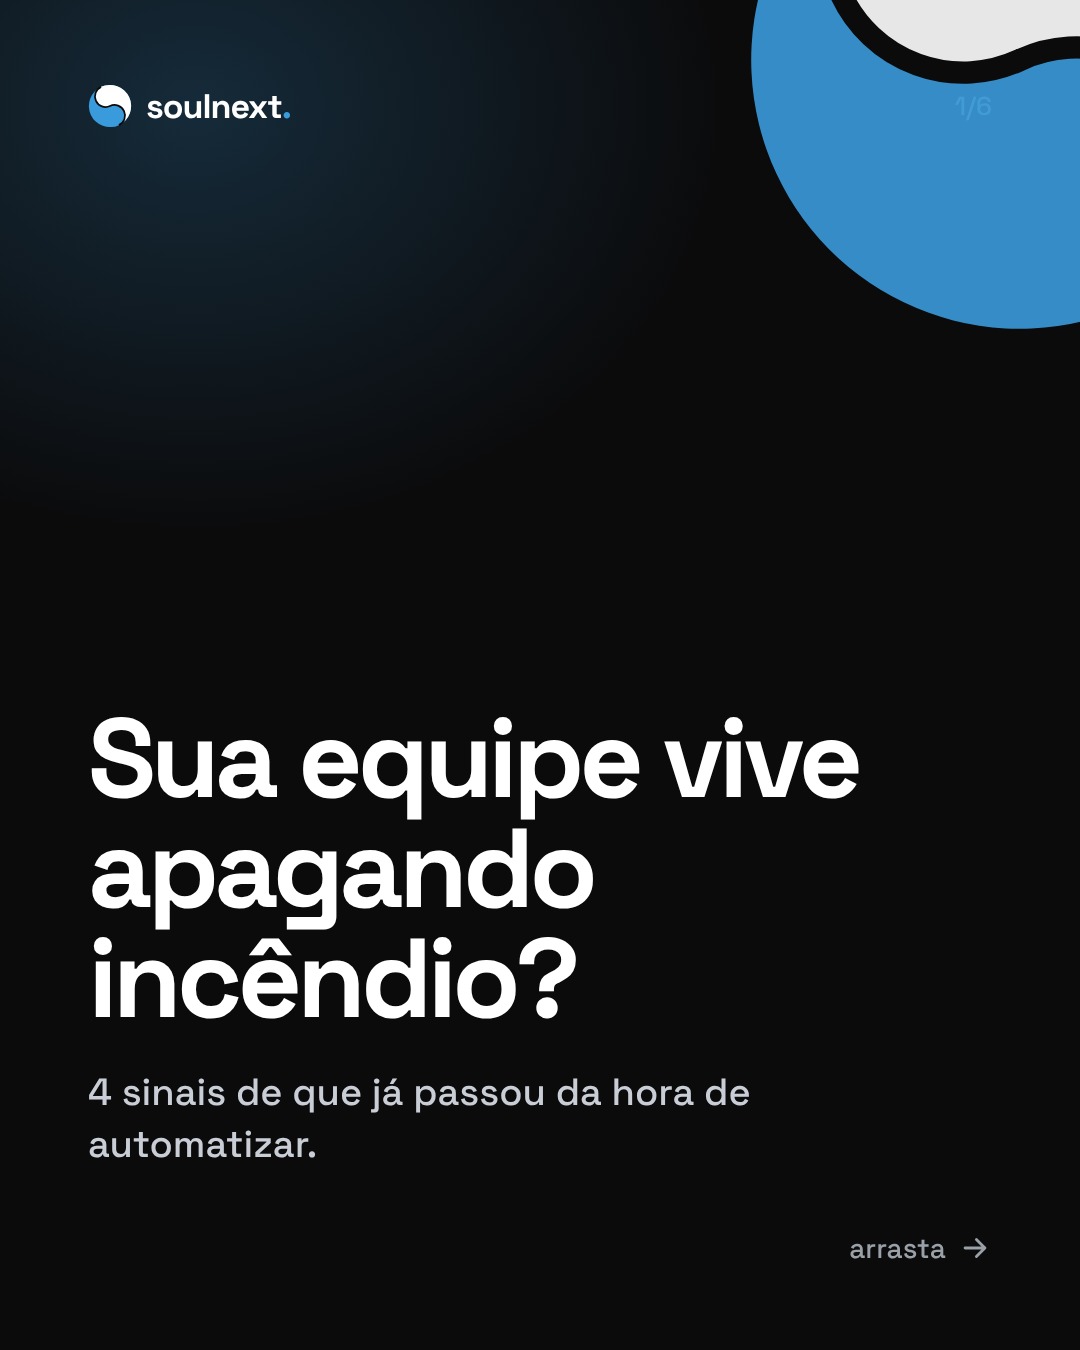 soulnext.
1/6
Sua equipe vive
apagando
incêndio?
4 sinais de que já passou da hora de
automatizar.
arrasta →